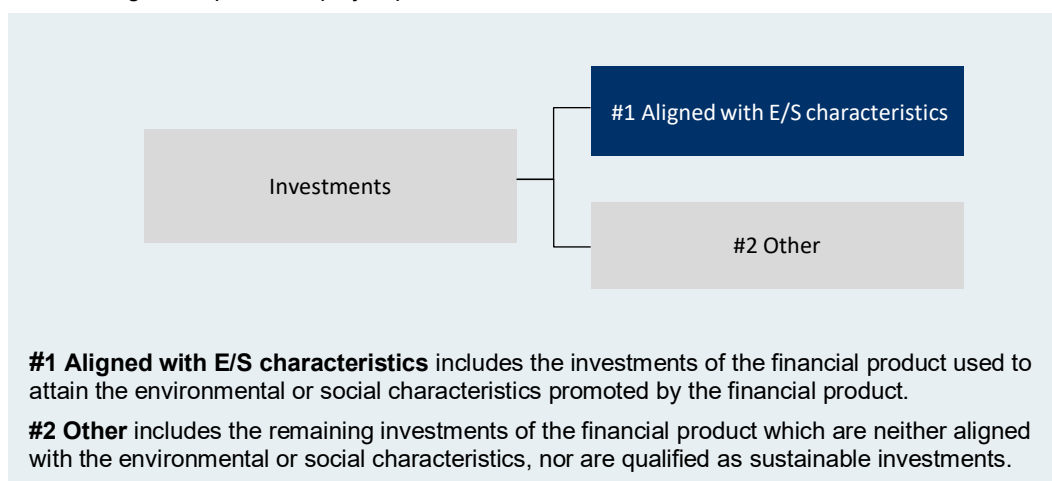 #1 Aligned with E/S characteristics
Investments
#2 Other
#1 Aligned with E/S characteristics includes the investments of the financial product used to
attain the environmental or social characteristics promoted by the financial product.
#2 Other includes the remaining investments of the financial product which are neither aligned
with the environmental or social characteristics, nor are qualified as sustainable investments.